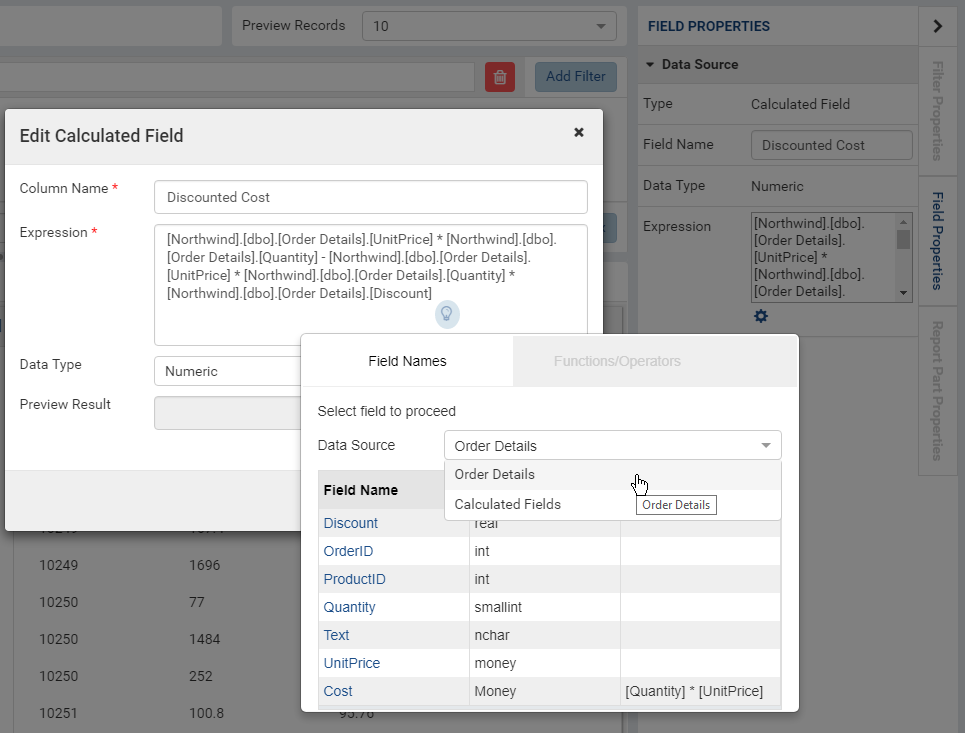 Preview Records
10
FIELD PROPERTIES
Add Filter
Data Source
Type
Calculated Field
Field Name
Discounted Cost
Data Type
Numeric
Expression
[Northwind].[dbo].
[Order Details].
[UnitPrice] *
[Northwind].[dbo].
[Order Details].
Filter Properties
Field Properties
Report Part Properties
Edit Calculated Field
Column Name *
Discounted Cost
Expression *
[Northwind].[dbo].[Order Details].[UnitPrice] * [Northwind].[dbo].
[Order Details].[Quantity] - [Northwind].[dbo].[Order Details].
[UnitPrice] * [Northwind].[dbo].[Order Details].[Quantity] *
[Northwind].[dbo].[Order Details].[Discount]
Data Type
Numeric
Preview Result
Field Names
Functions/Operators
Select field to proceed
Data Source
Order Details
Order Details
Calculated Fields
Order Details
Field Name
Discount
real
OrderID
int
ProductID
int
Quantity
smallint
Text
nchar
UnitPrice
money
Cost
Money
[Quantity] * [UnitPrice]
10249
1696
10250
77
10250
1484
10250
252
10251
100.8
95.76